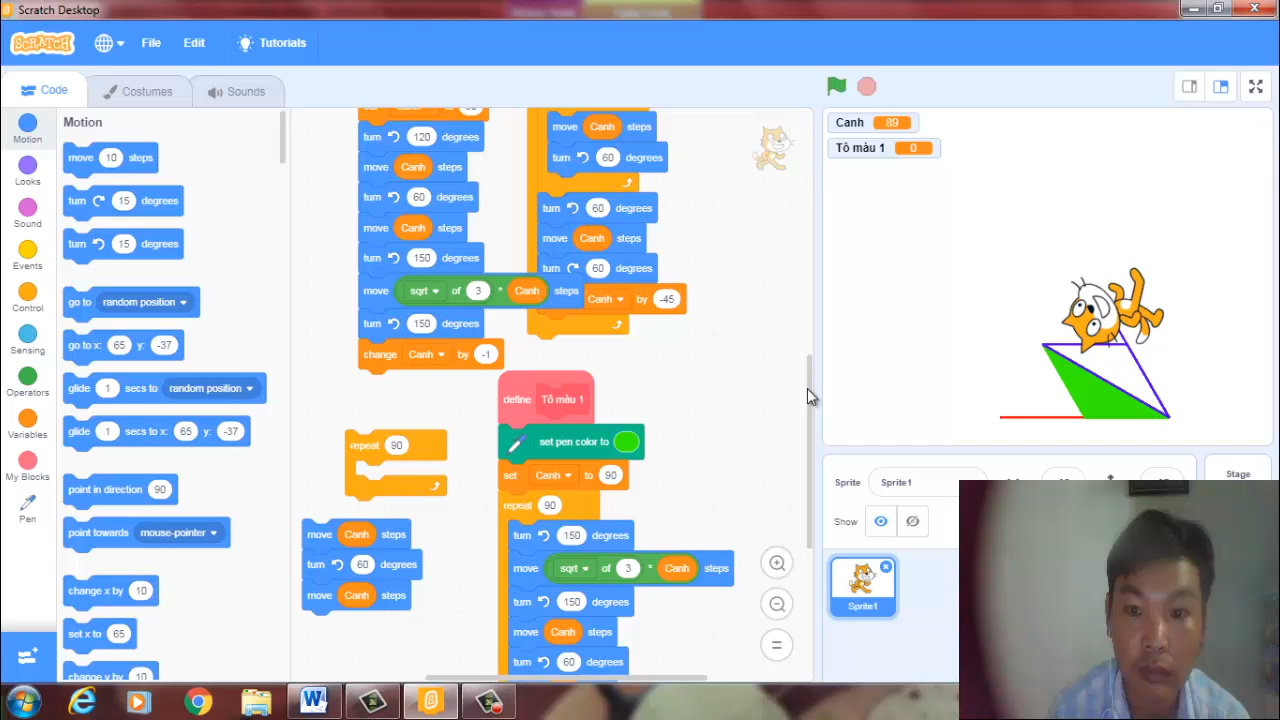 Scratch Desktop
SCRATCH File Edit Tutorials
Code Costumes Sounds
Motion
Looks
Sound
Events
Control
Sensing
Operators
Variables
My Blocks
Pen
Motion
move 10 steps
turn 15 degrees
turn 15 degrees
go to random position
go to x: 65 y: -37
glide 1 secs to random position
glide 1 secs to x: 65 y: -37
point in direction 90
point towards mouse-pointer
change x by 10
set x to 65
change y by 10
turn 120 degrees
move Canh steps
turn 60 degrees
move Canh steps
turn 150 degrees
move sqrt of 3 * Canh steps
turn 150 degrees
change Canh by -1
move Canh steps
turn 60 degrees
turn 60 degrees
move Canh steps
turn 60 degrees
Canh by -45
repeat 90
move Canh steps
turn 60 degrees
move Canh steps
define Tô màu 1
set pen color to
set Canh to 90
repeat 90
turn 150 degrees
move sqrt of 3 * Canh steps
turn 150 degrees
move Canh steps
turn 60 degrees
Canh 89
Tô màu 1 0
Sprite Sprite1
Show
Sprite1
Stage